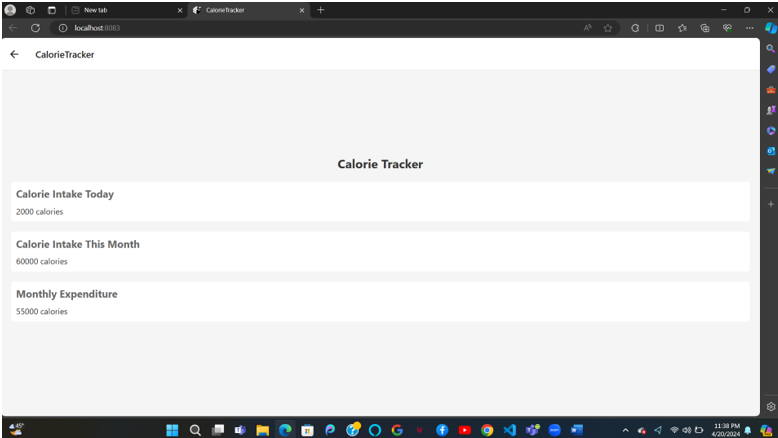 New tab
CalorieTracker
localhost:8083
CalorieTracker
Calorie Tracker
Calorie Intake Today
2000 calories
Calorie Intake This Month
60000 calories
Monthly Expenditure
55000 calories
45°
11:38 PM
4/20/2024